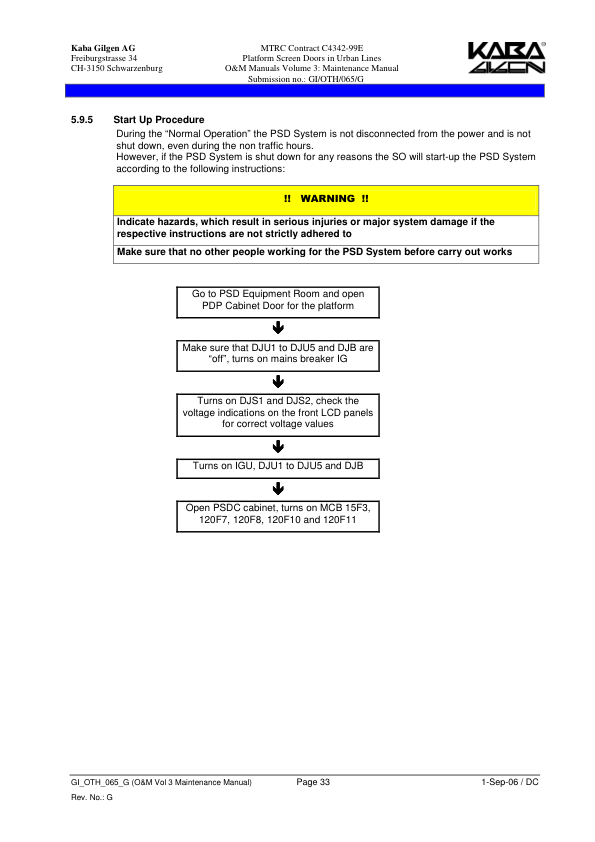 Kaba Gilgen AG
Freiburgstrasse 34
CH-3150 Schwarzenburg
MTRC Contract C4342-99E
Platform Screen Doors in Urban Lines
O&M Manuals Volume 3: Maintenance Manual
Submission no.: GI/OTH/065/G
KABA®
GILGEN
5.9.5 Start Up Procedure
During the “Normal Operation” the PSD System is not disconnected from the power and is not
shut down, even during the non traffic hours.
However, if the PSD System is shut down for any reasons the SO will start-up the PSD System
according to the following instructions:
!! WARNING !!
Indicate hazards, which result in serious injuries or major system damage if the
respective instructions are not strictly adhered to
Make sure that no other people working for the PSD System before carry out works
Go to PSD Equipment Room and open
PDP Cabinet Door for the platform
Make sure that DJU1 to DJU5 and DJB are
“off”, turns on mains breaker IG
Turns on DJS1 and DJS2, check the
voltage indications on the front LCD panels
for correct voltage values
Turns on IGU, DJU1 to DJU5 and DJB
Open PSDC cabinet, turns on MCB 15F3,
120F7, 120F8, 120F10 and 120F11
GI_OTH_065_G (O&M Vol 3 Maintenance Manual) Page 33 1-Sep-06 / DC
Rev. No.: G